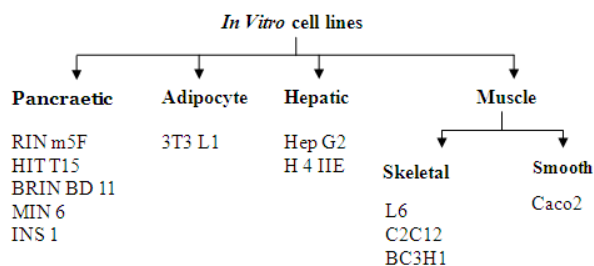 In Vitro cell lines
Pancraetic
Adipocyte
Hepatic
Muscle
RIN m5F
HIT T15
BRIN BD 11
MIN 6
INS 1
3T3 L1
Hep G2
H 4 IIE
Skeletal
Smooth
L6
C2C12
BC3H1
Caco2